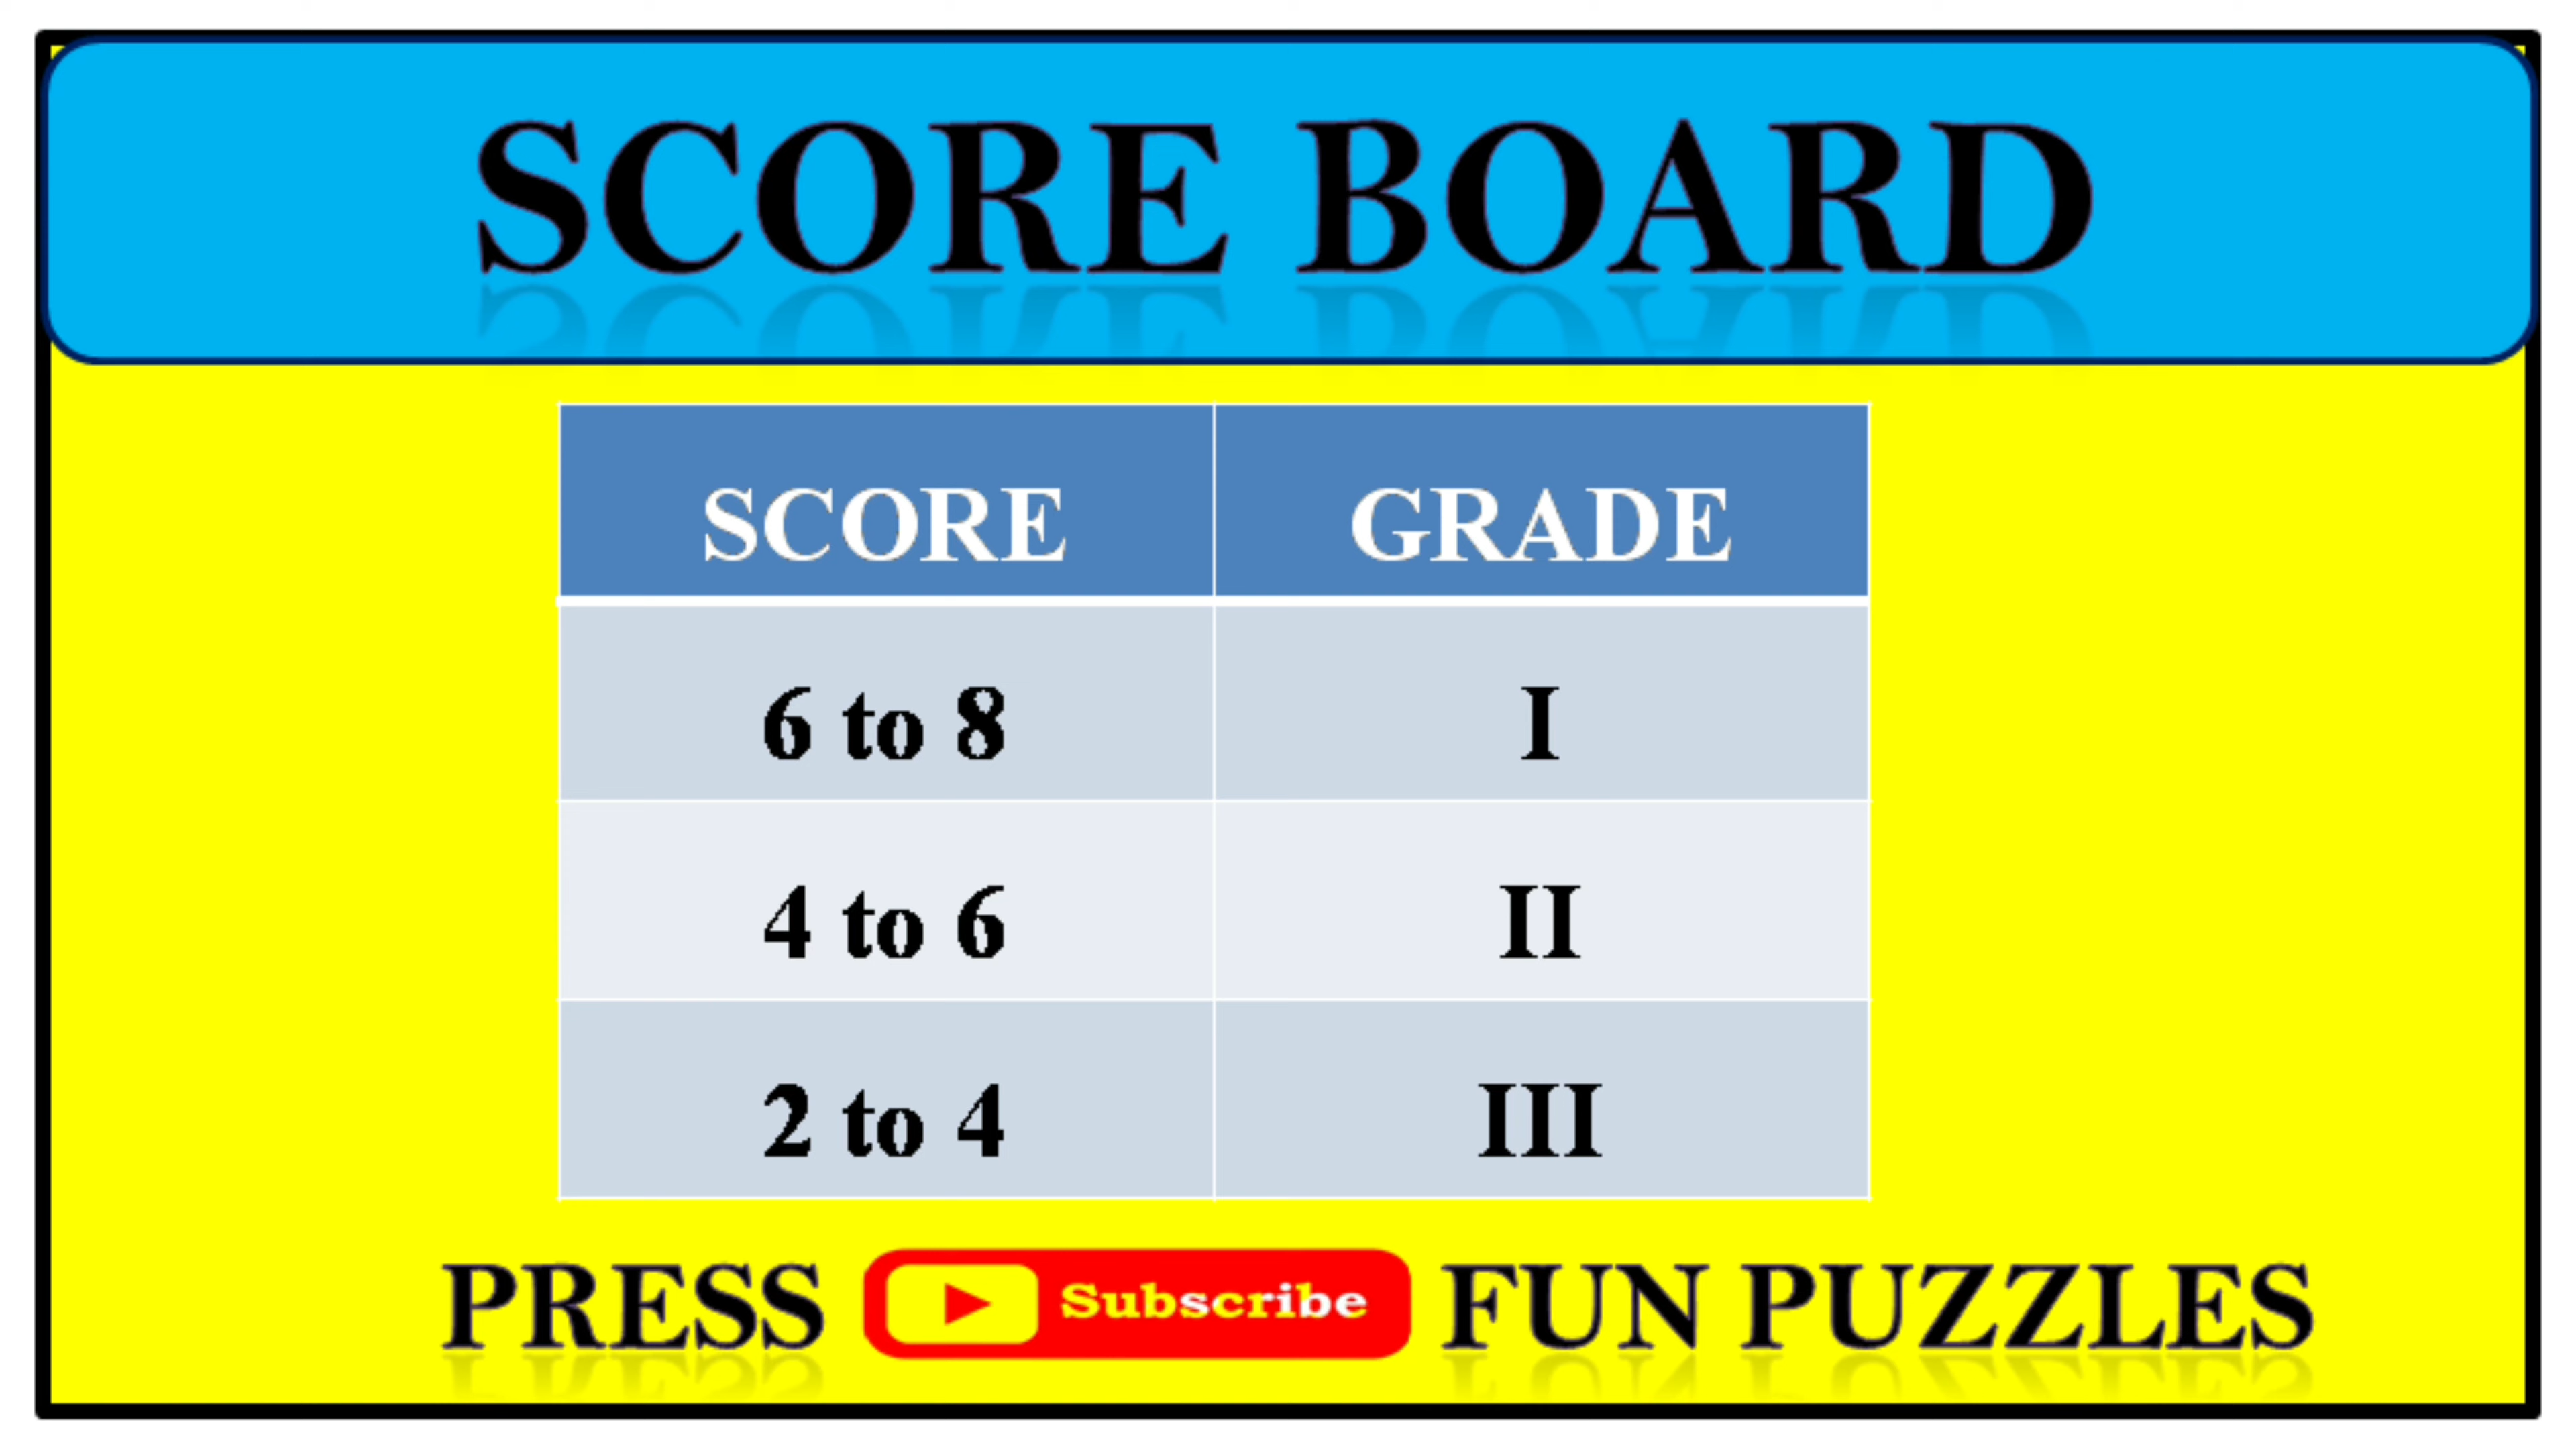 SCORE BOARD
SCORE GRADE
6 to 8 I
4 to 6 II
2 to 4 III
PRESS Subscribe FUN PUZZLES